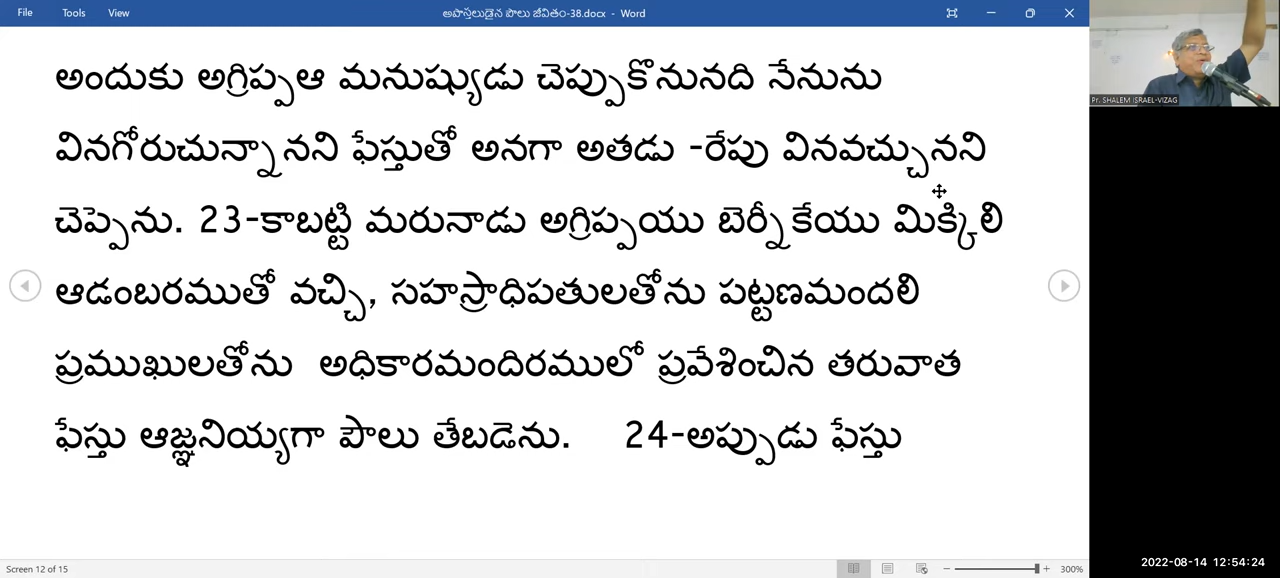 File Tools View అపొస్తలుడైన పౌలు జీవితం-38.docx - Word
అందుకు అగ్రిప్పఆ మనుష్యుడు చెప్పుకొనునది నేనును
వినగోరుచున్నానని ఫేస్తుతో అనగా అతడు -రేపు వినవచ్చునని
చెప్పెను. 23-కాబట్టి మరునాడు అగ్రిప్పయు బెర్నీకేయు మిక్కిలి
ఆడంబరముతో వచ్చి, సహస్రాధిపతులతోను పట్టణమందలి
ప్రముఖులతోను అధికారమందిరములో ప్రవేశించిన తరువాత
ఫేస్తు ఆజ్ఞనియ్యగా పౌలు తేబడెను. 24-అప్పుడు ఫేస్తు
Pr. SHALEM ISRAEL-VIZAG
Screen 12 of 15
300%
2022-08-14 12:54:24